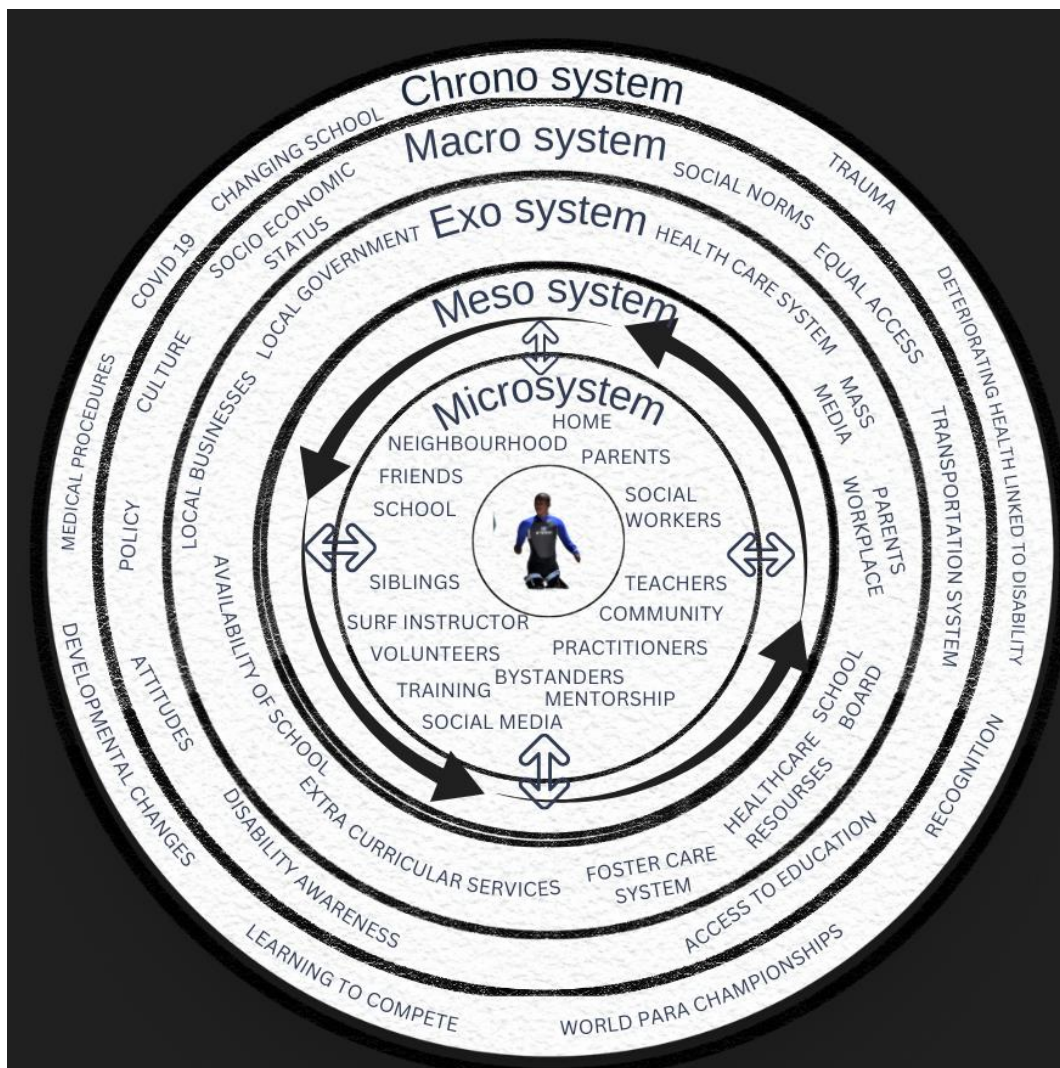 Chrono system
CHANGING SCHOOL
COVID 19
MEDICAL PROCEDURES
DEVELOPMENTAL CHANGES
LEARNING TO COMPETE
WORLD PARA CHAMPIONSHIPS
RECOGNITION
DETERIORATING HEALTH LINKED TO DISABILITY
TRAUMA
Macro system
SOCIO ECONOMIC
STATUS
CULTURE
POLICY
ATTITUDES
DISABILITY AWARENESS
ACCESS TO EDUCATION
TRANSPORTATION SYSTEM
EQUAL ACCESS
SOCIAL NORMS
Exo system
LOCAL GOVERNMENT
LOCAL BUSINESSES
AVAILABILITY OF SCHOOL
EXTRA CURRICULAR SERVICES
FOSTER CARE
SYSTEM
HEALTHCARE
RESOURSES
SCHOOL
BOARD
PARENTS
WORKPLACE
MASS
MEDIA
HEALTH CARE SYSTEM
Meso system
Microsystem
HOME
NEIGHBOURHOOD
PARENTS
FRIENDS
SCHOOL
SOCIAL
WORKERS
SIBLINGS
TEACHERS
SURF INSTRUCTOR
COMMUNITY
VOLUNTEERS
PRACTITIONERS
BYSTANDERS
TRAINING
MENTORSHIP
SOCIAL MEDIA